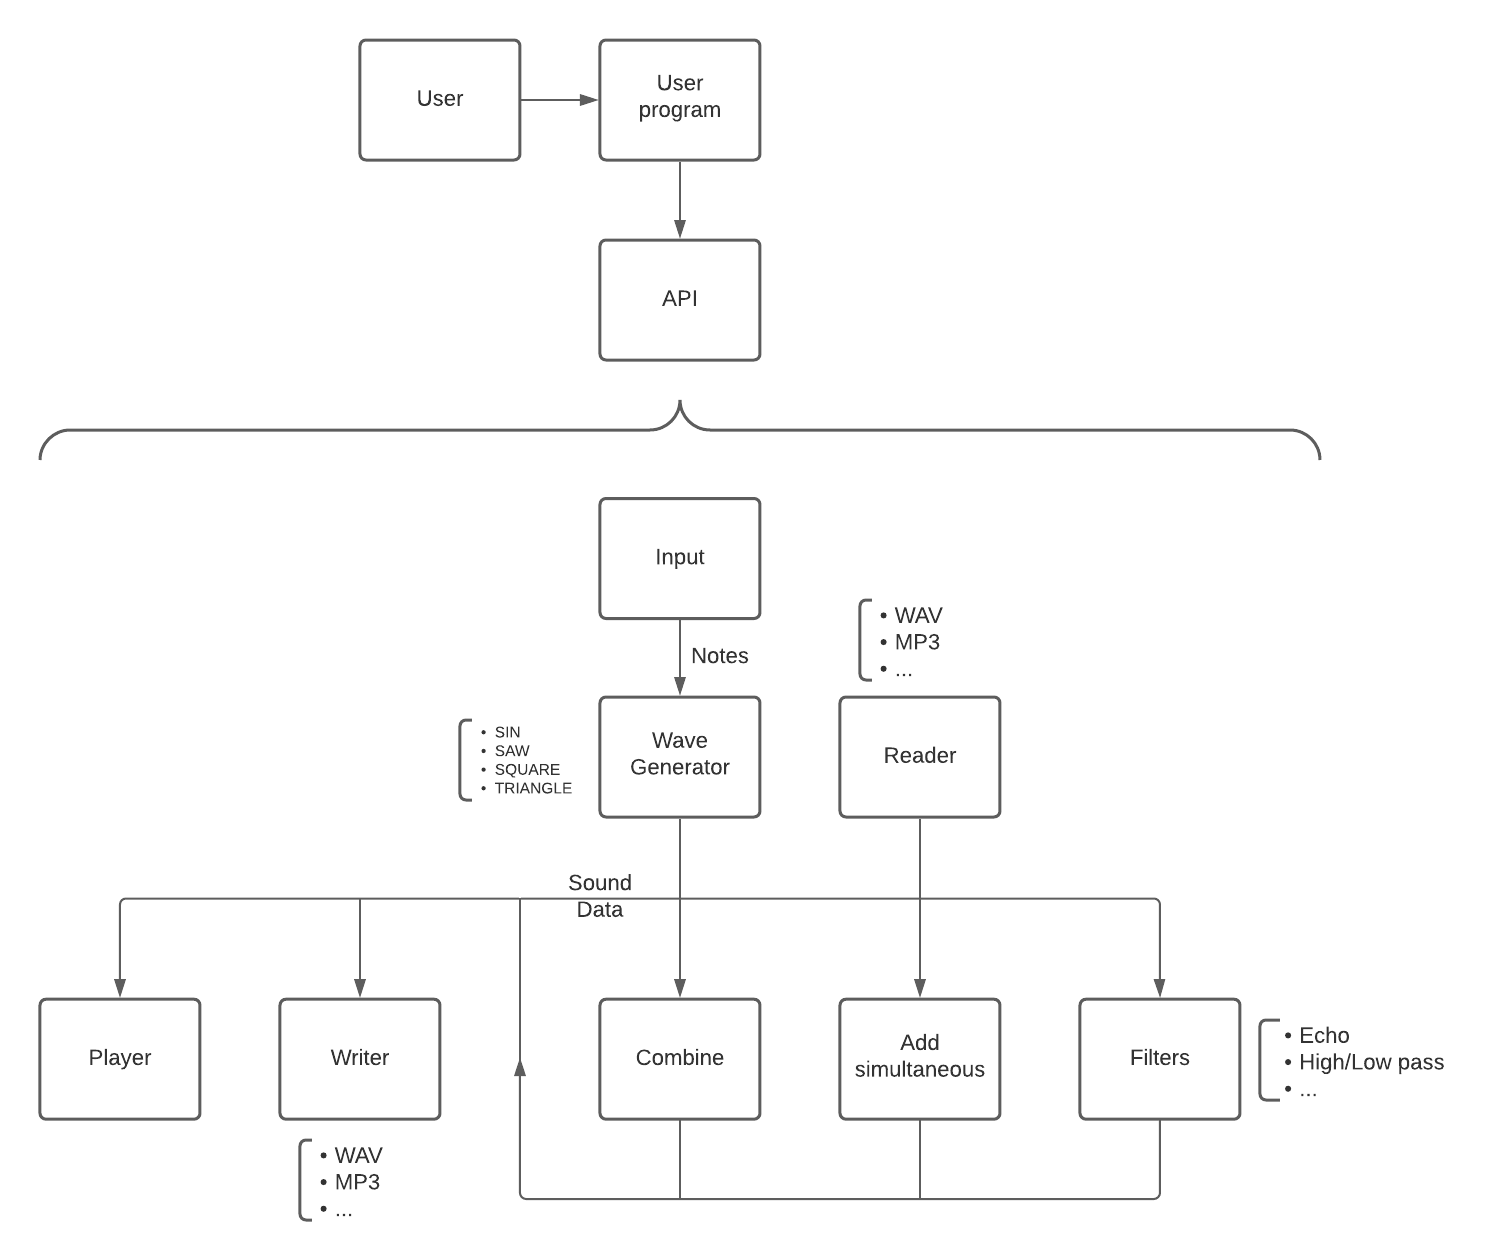 User
User
program
API
Input
Notes
• WAV
• MP3
• ...
• SIN
• SAW
• SQUARE
• TRIANGLE
Wave
Generator
Reader
Sound
Data
Player
Writer
Combine
Add
simultaneous
Filters
• Echo
• High/Low pass
• ...
• WAV
• MP3
• ...